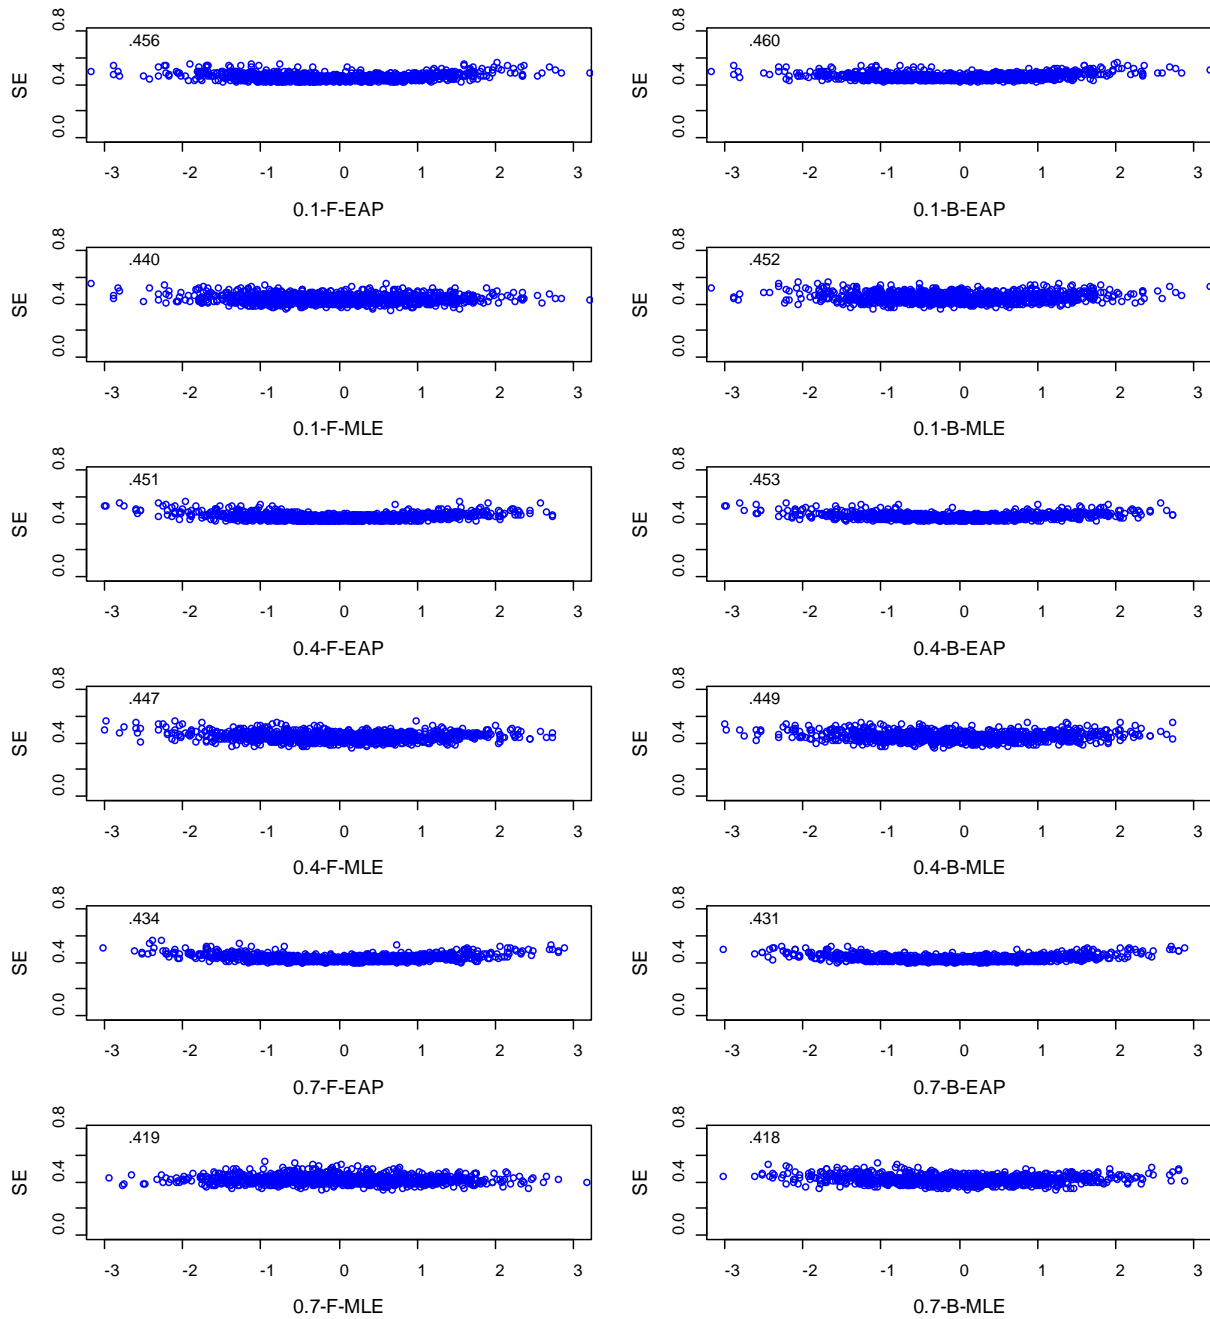 .456
SE
0.0 0.4 0.8
-3 -2 -1 0 1 2 3
0.1-F-EAP
.460
SE
0.0 0.4 0.8
-3 -2 -1 0 1 2 3
0.1-B-EAP
.440
SE
0.0 0.4 0.8
-3 -2 -1 0 1 2 3
0.1-F-MLE
.452
SE
0.0 0.4 0.8
-3 -2 -1 0 1 2 3
0.1-B-MLE
.451
SE
0.0 0.4 0.8
-3 -2 -1 0 1 2 3
0.4-F-EAP
.453
SE
0.0 0.4 0.8
-3 -2 -1 0 1 2 3
0.4-B-EAP
.447
SE
0.0 0.4 0.8
-3 -2 -1 0 1 2 3
0.4-F-MLE
.449
SE
0.0 0.4 0.8
-3 -2 -1 0 1 2 3
0.4-B-MLE
.434
SE
0.0 0.4 0.8
-3 -2 -1 0 1 2 3
0.7-F-EAP
.431
SE
0.0 0.4 0.8
-3 -2 -1 0 1 2 3
0.7-B-EAP
.419
SE
0.0 0.4 0.8
-3 -2 -1 0 1 2 3
0.7-F-MLE
.418
SE
0.0 0.4 0.8
-3 -2 -1 0 1 2 3
0.7-B-MLE